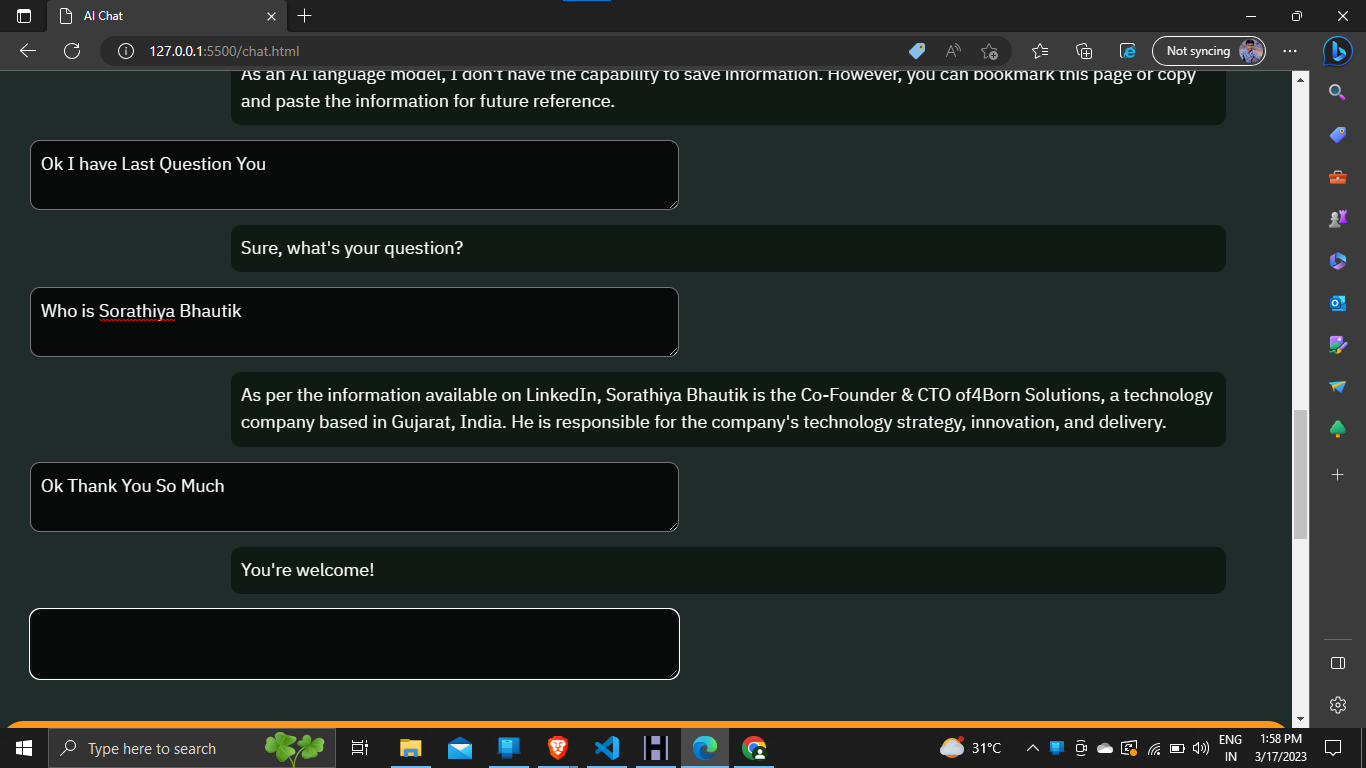 AI Chat
127.0.0.1:5500/chat.html
Not syncing
As an AI language model, I don't have the capability to save information. However, you can bookmark this page or copy
and paste the information for future reference.
Ok I have Last Question You
Sure, what's your question?
Who is Sorathiya Bhautik
As per the information available on LinkedIn, Sorathiya Bhautik is the Co-Founder & CTO of4Born Solutions, a technology
company based in Gujarat, India. He is responsible for the company's technology strategy, innovation, and delivery.
Ok Thank You So Much
You're welcome!
Type here to search
31°C
ENG
IN
1:58 PM
3/17/2023